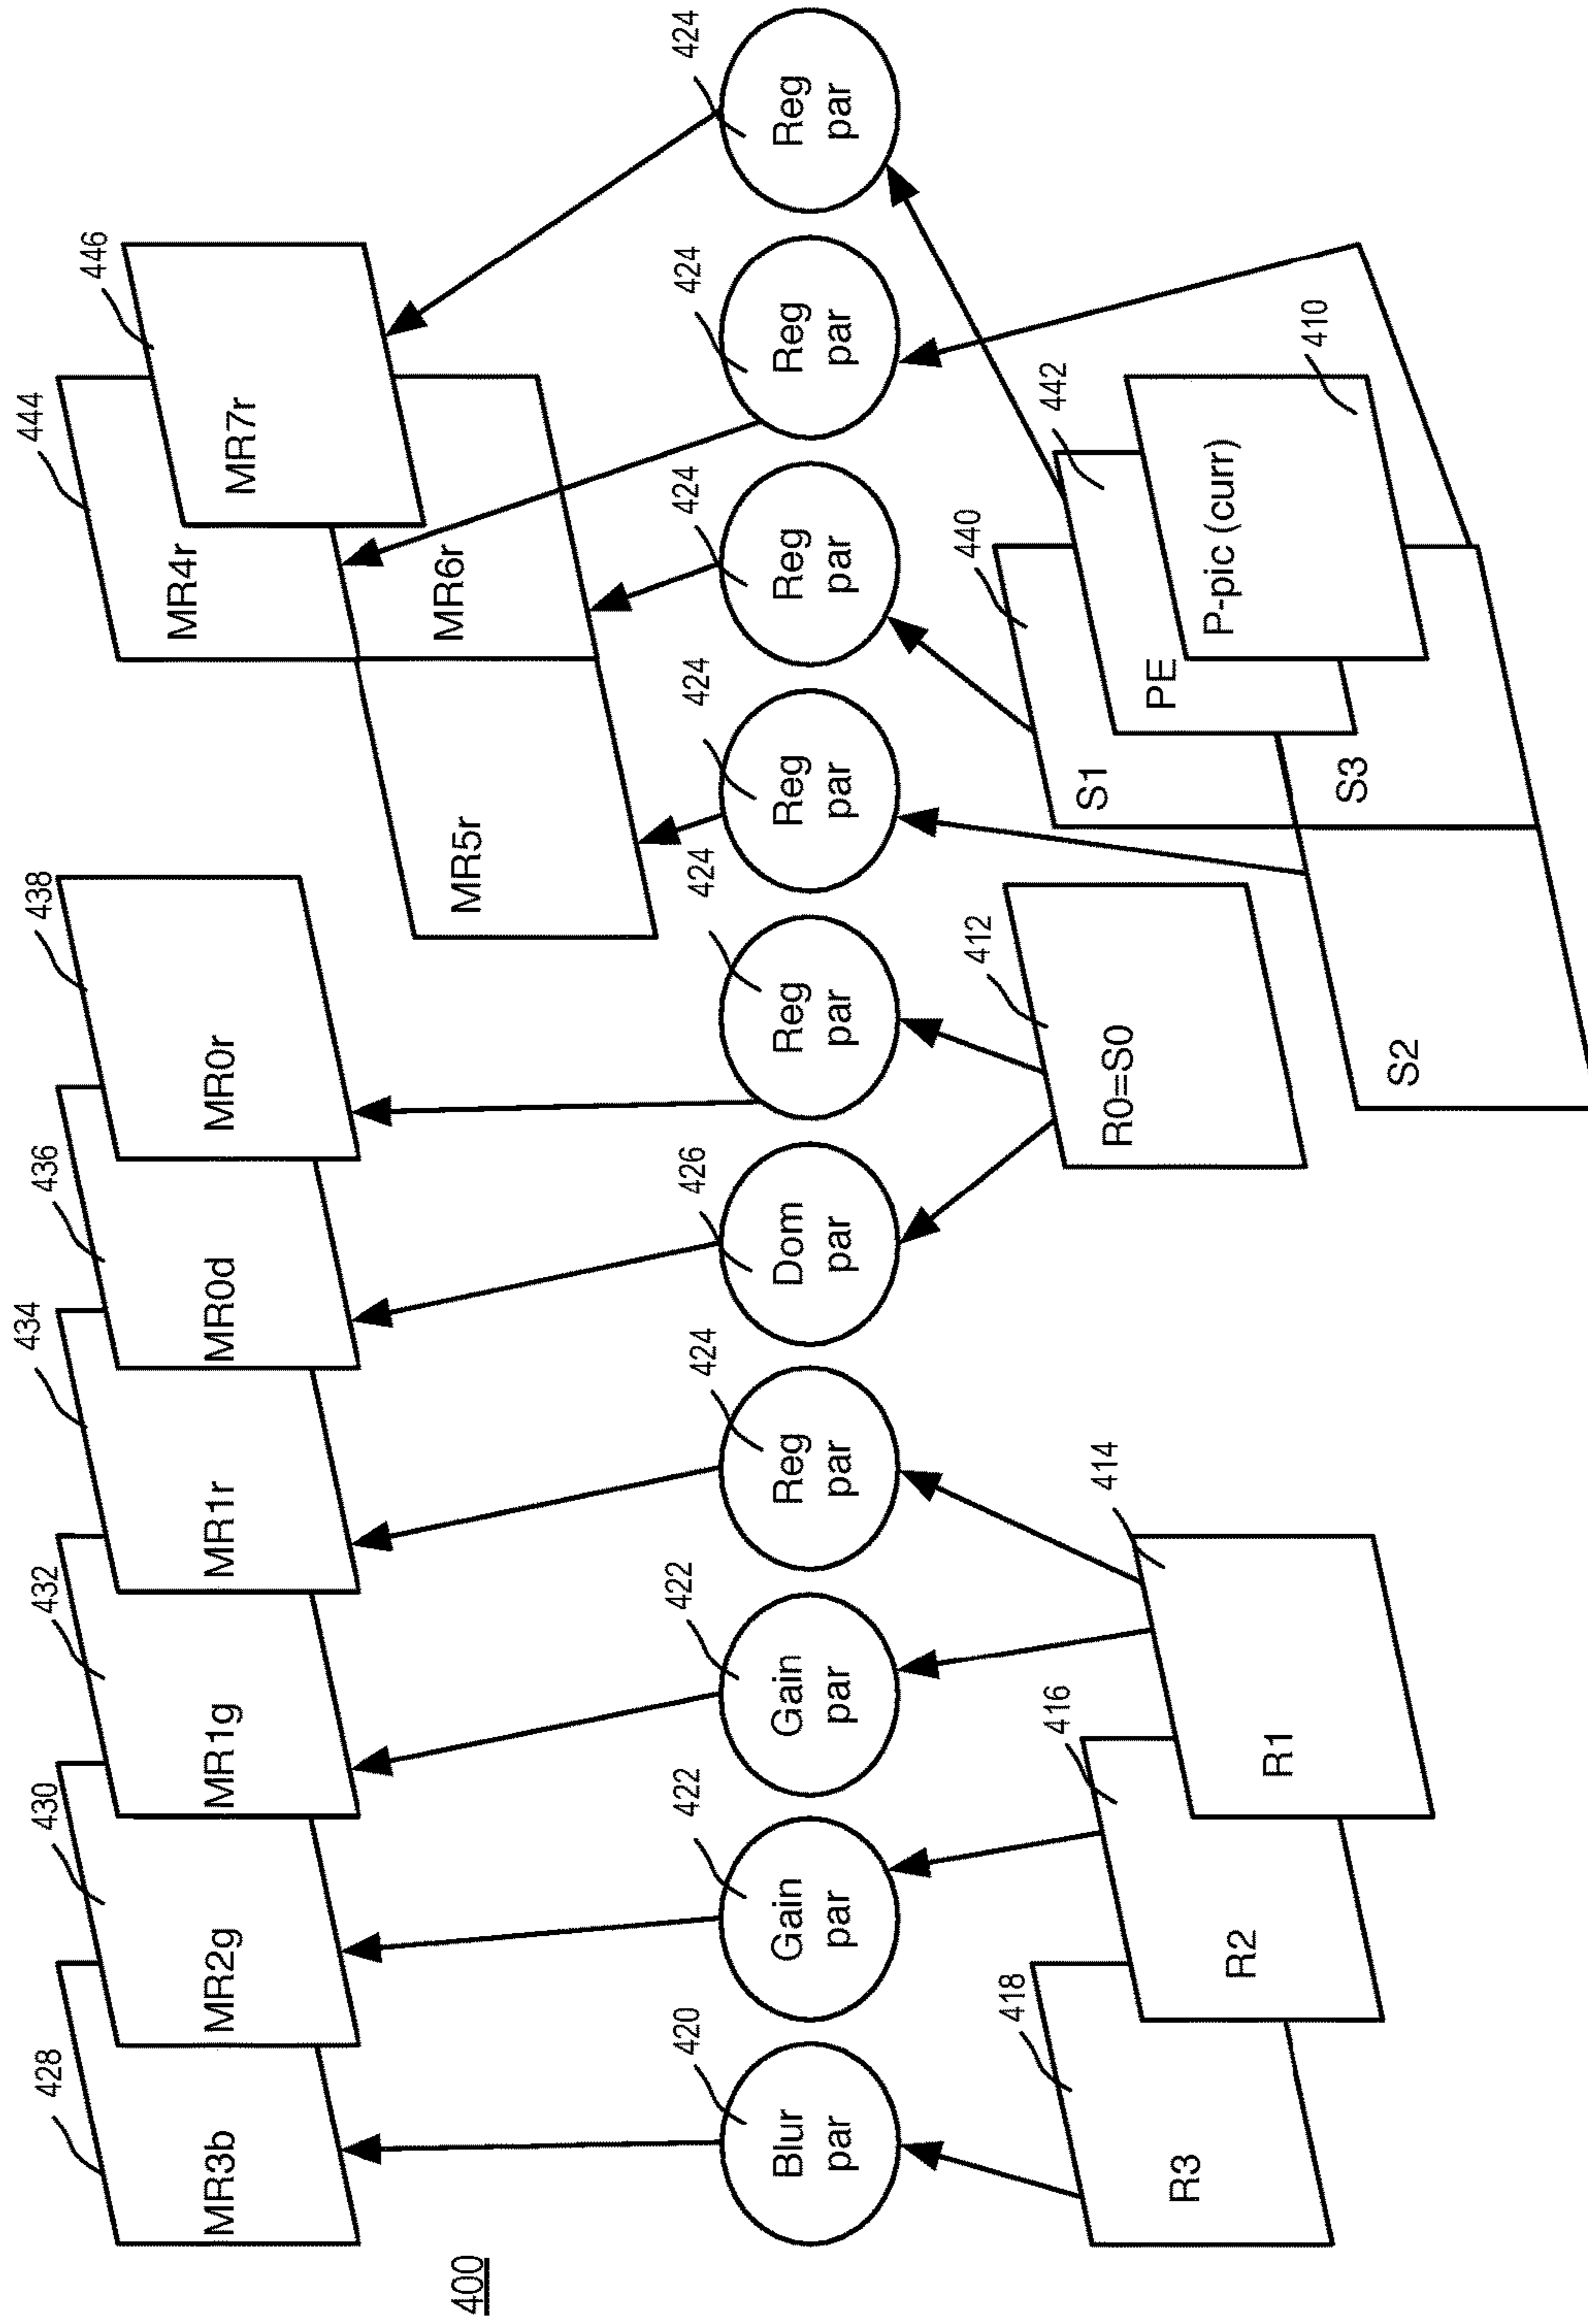 400
428
430
432
434
436
438
444
446
MR3b
MR2g
MR1g
MR1r
MR0d
MR0r
MR5r
MR4r
MR6r
MR7r
420
422
422
424
426
424
424
424
424
424
Blur
par
Gain
par
Gain
par
Reg
par
Dom
par
Reg
par
Reg
par
Reg
par
Reg
par
Reg
par
418
416
414
412
440
442
410
R3
R2
R1
R0=S0
S2
S1
S3
PE
P-pic (curr)